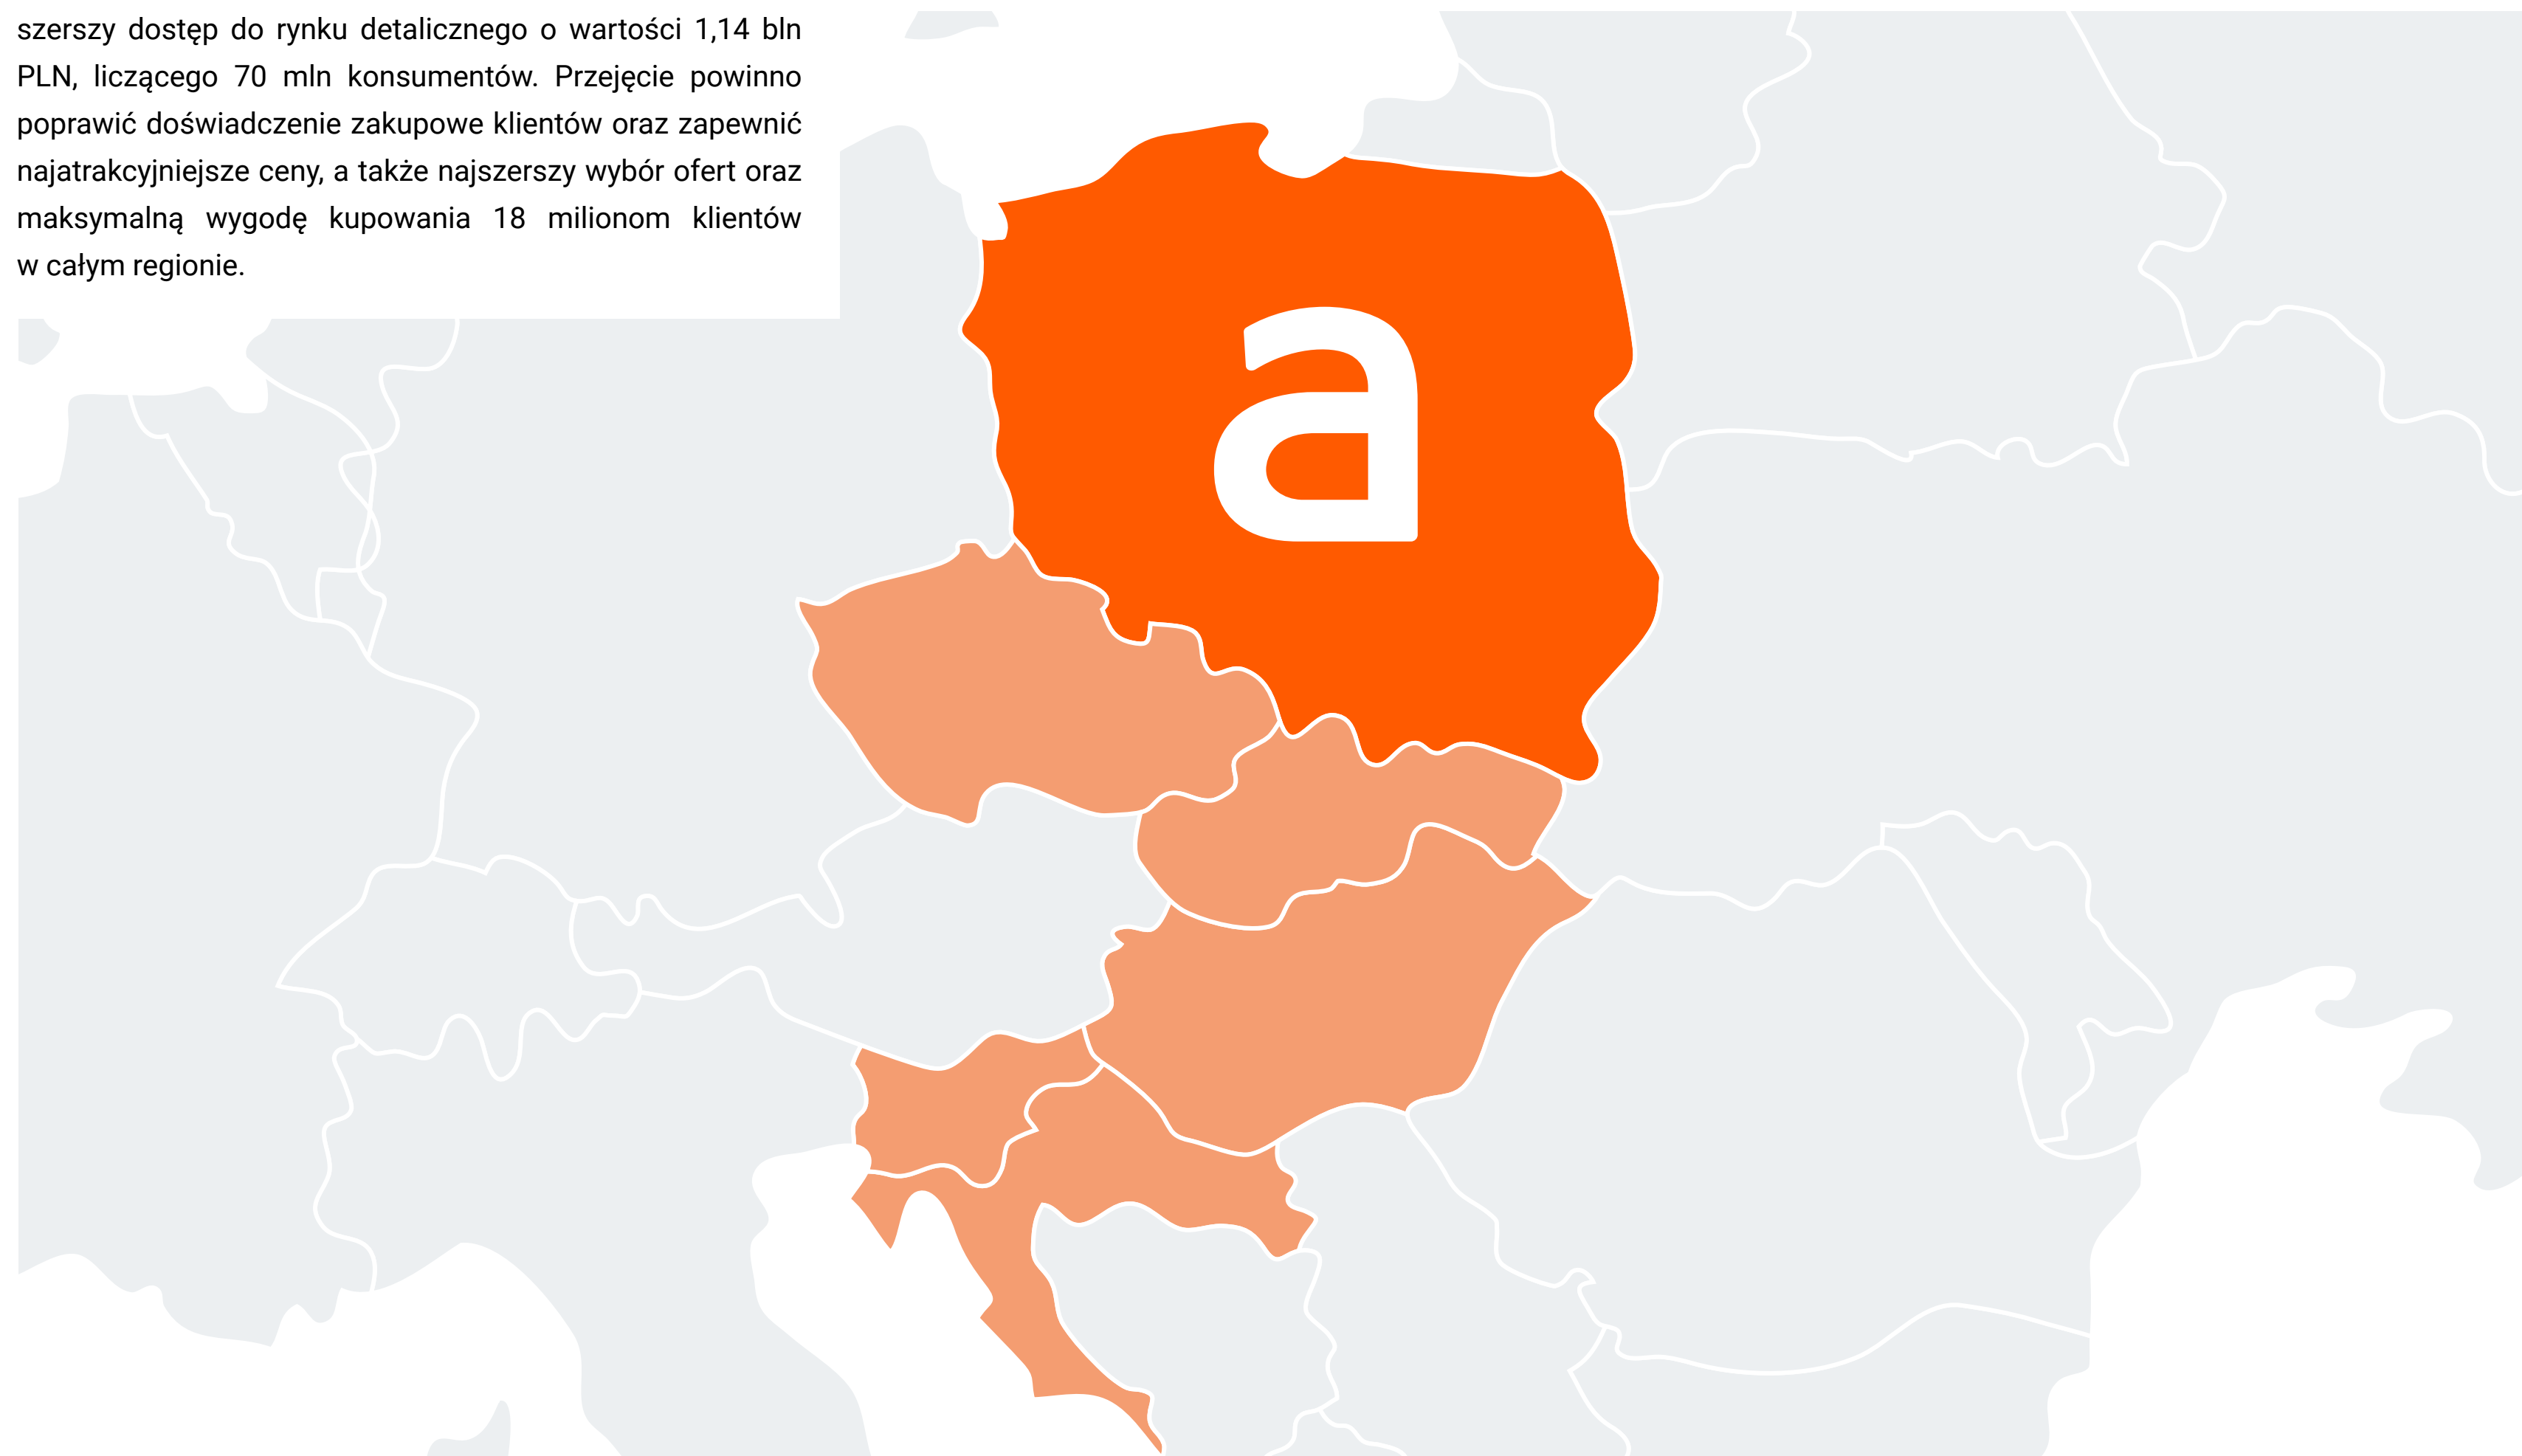 szerszy dostęp do rynku detalicznego o wartości 1,14 bln
PLN, liczącego 70 mln konsumentów. Przejęcie powinno
poprawić doświadczenie zakupowe klientów oraz zapewnić
najatrakcyjniejsze ceny, a także najszerszy wybór ofert oraz
maksymalną wygodę kupowania 18 milionom klientów
w całym regionie.
a